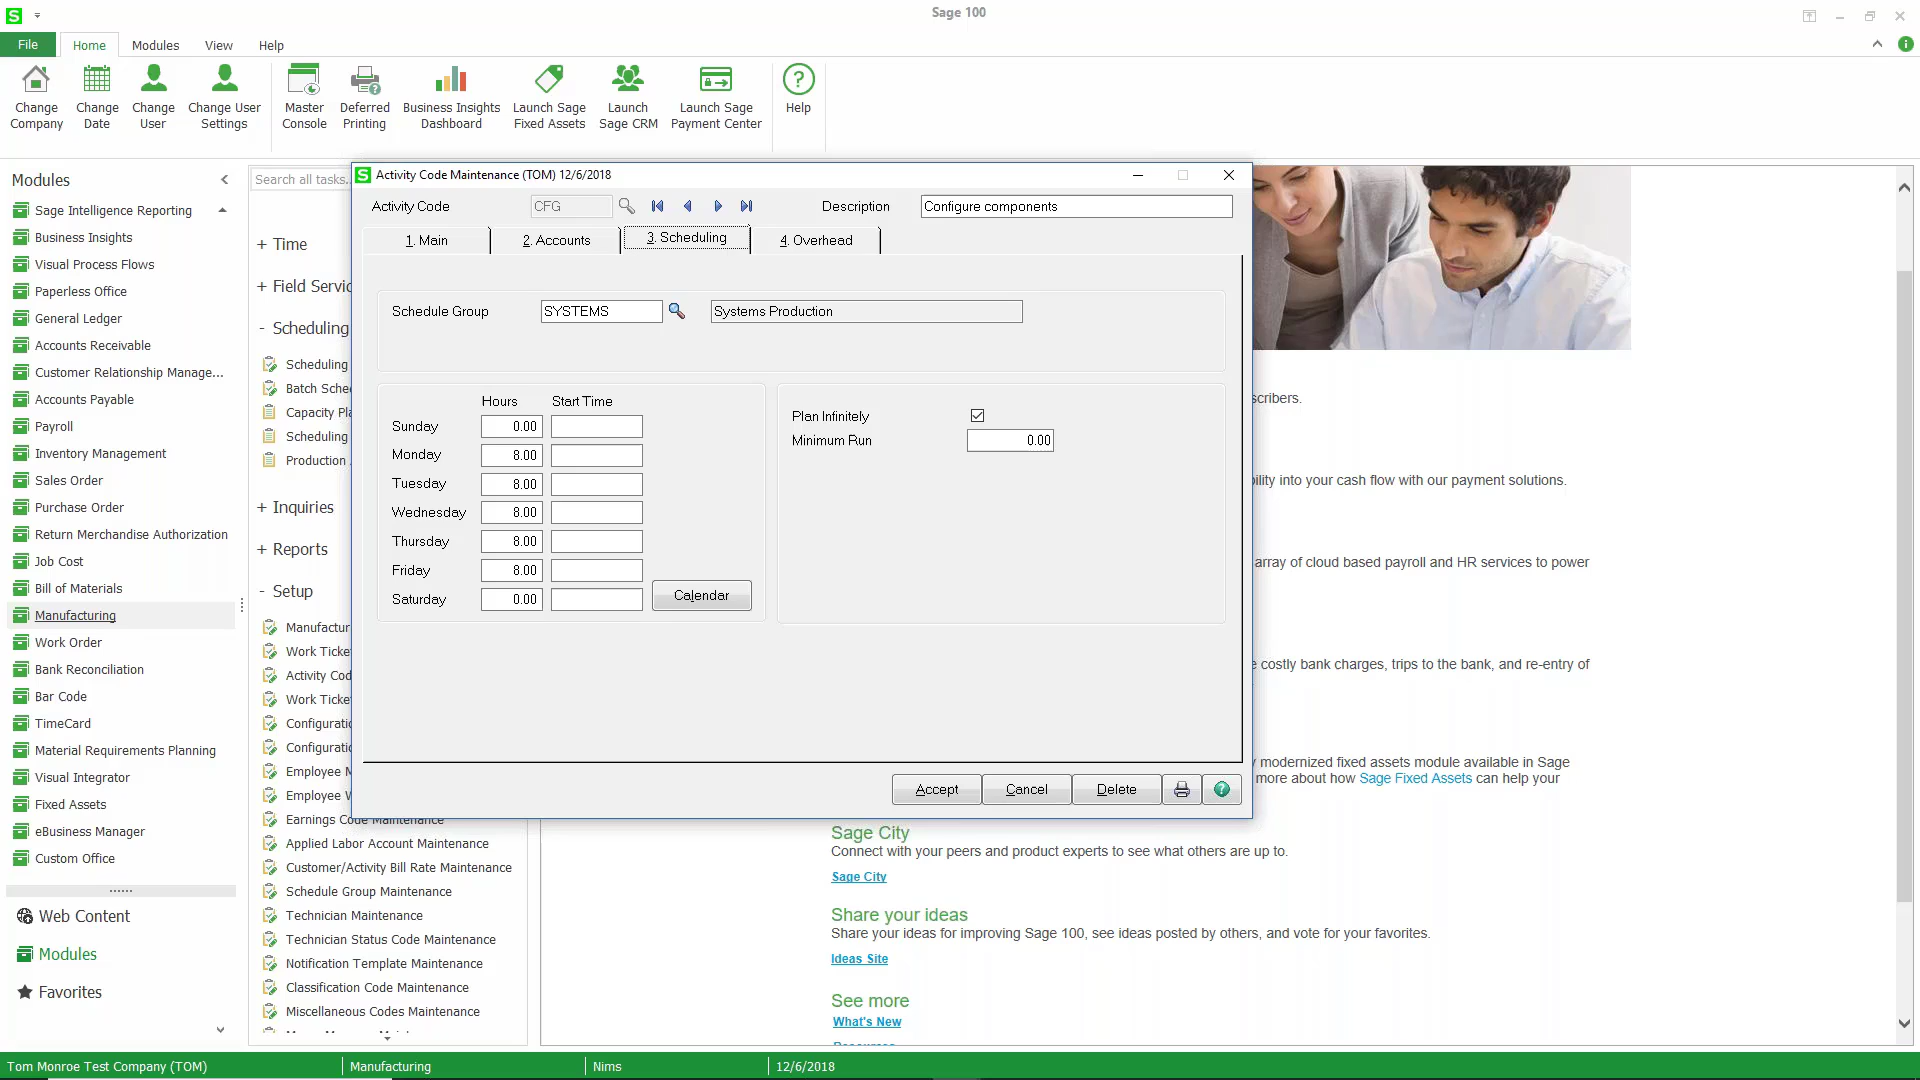 S
Sage 100
File
Home
Modules
View
Help
Change Company
Change Date
Change User
Change User Settings
Master Console
Deferred Printing
Business Insights Dashboard
Launch Sage Fixed Assets
Launch Sage CRM
Launch Sage Payment Center
Help
Modules
Sage Intelligence Reporting
Business Insights
Visual Process Flows
Paperless Office
General Ledger
Accounts Receivable
Customer Relationship Manage...
Accounts Payable
Payroll
Inventory Management
Sales Order
Purchase Order
Return Merchandise Authorization
Job Cost
Bill of Materials
Manufacturing
Work Order
Bank Reconciliation
Bar Code
TimeCard
Material Requirements Planning
Visual Integrator
Fixed Assets
eBusiness Manager
Custom Office
Web Content
Modules
Favorites
Search all tasks.
+ Time
+ Field Servic
- Scheduling
Scheduling
Batch Sche
Capacity Pla
Scheduling
Production
+ Inquiries
+ Reports
- Setup
Manufactur
Work Ticke
Activity Cod
Work Ticke
Configuratic
Configuratic
Employee M
Employee W
Earnings Code Maintenance
Applied Labor Account Maintenance
Customer/Activity Bill Rate Maintenance
Schedule Group Maintenance
Technician Maintenance
Technician Status Code Maintenance
Notification Template Maintenance
Classification Code Maintenance
Miscellaneous Codes Maintenance
S Activity Code Maintenance (TOM) 12/6/2018
Activity Code CFG Description Configure components
1. Main
2. Accounts
3. Scheduling
4. Overhead
Schedule Group SYSTEMS Systems Production
Hours Start Time
Sunday 0.00
Monday 8.00
Tuesday 8.00
Wednesday 8.00
Thursday 8.00
Friday 8.00
Saturday 0.00
Calendar
Plan Infinitely
Minimum Run 0.00
Accept
Cancel
Delete
scribers.
ility into your cash flow with our payment solutions.
array of cloud based payroll and HR services to power
costly bank charges, trips to the bank, and re-entry of
modernized fixed assets module available in Sage
more about how Sage Fixed Assets can help your
Sage City
Connect with your peers and product experts to see what others are up to.
Sage City
Share your ideas
Share your ideas for improving Sage 100, see ideas posted by others, and vote for your favorites.
Ideas Site
See more
What's New
Tom Monroe Test Company (TOM)
Manufacturing
Nims
12/6/2018